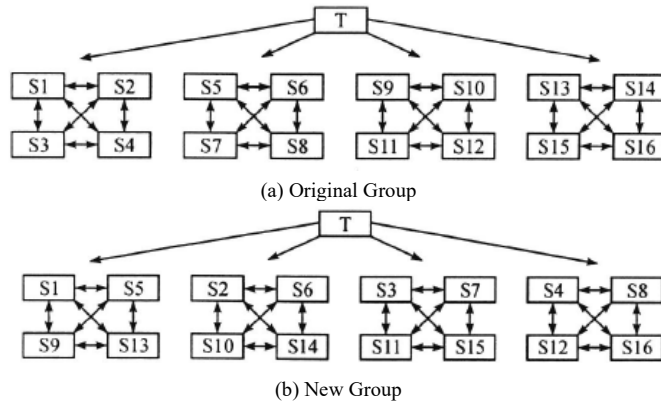 T
S1 S2 S5 S6 S9 S10 S13 S14
S3 S4 S7 S8 S11 S12 S15 S16
(a) Original Group
T
S1 S5 S2 S6 S3 S7 S4 S8
S9 S13 S10 S14 S11 S15 S12 S16
(b) New Group